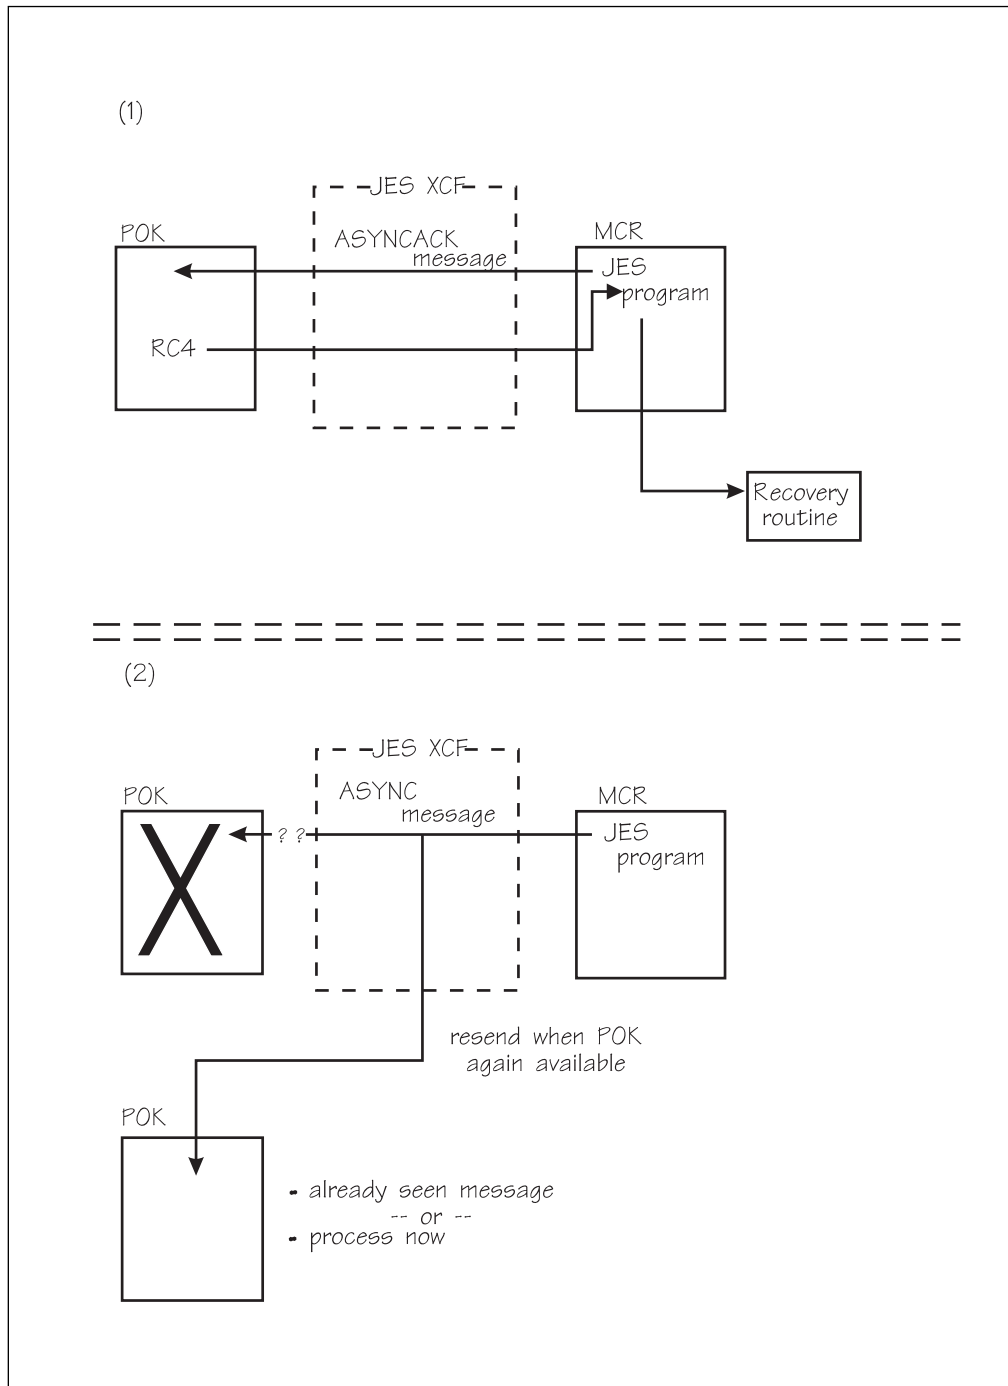 (1)
JES XCF
POK
MCR
ASYNCACK
message
JES
program
RC4
Recovery
routine
(2)
JES XCF
POK
MCR
ASYNC
message
JES
program
? ?
X
resend when POK
again available
POK
- already seen message
-- or --
- process now